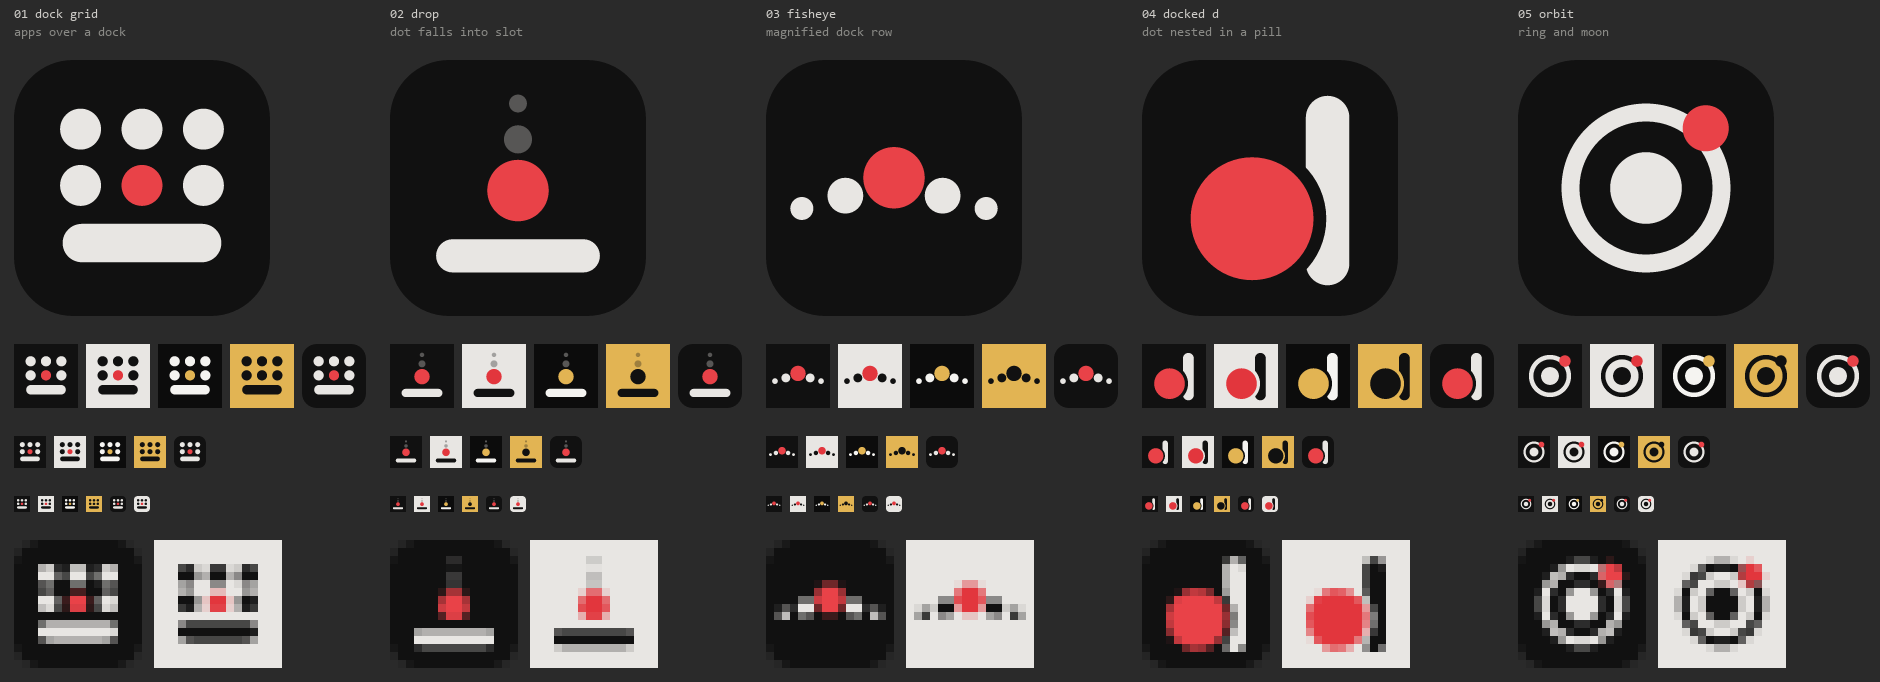 01 dock grid
apps over a dock
02 drop
dot falls into slot
03 fisheye
magnified dock row
04 docked d
dot nested in a pill
05 orbit
ring and moon